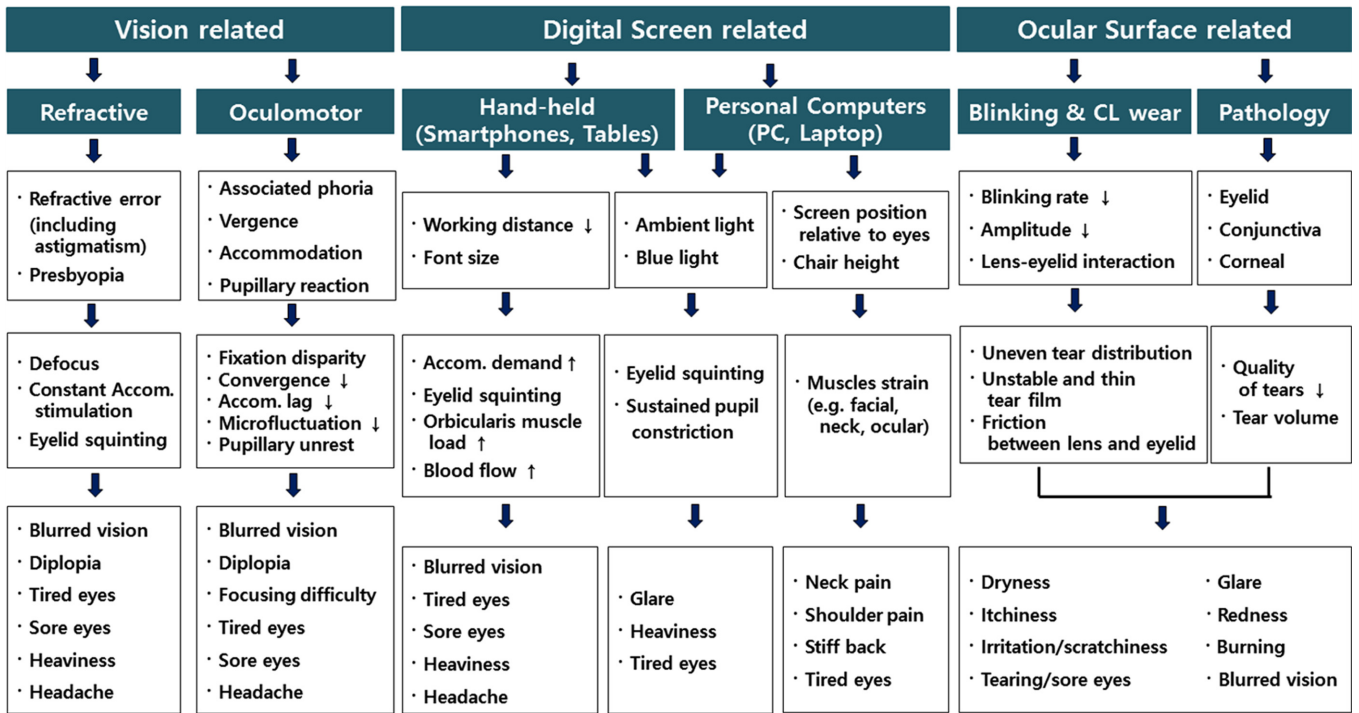 Vision related
Digital Screen related
Ocular Surface related
Refractive
Oculomotor
Hand-held
(Smartphones, Tables)
Personal Computers
(PC, Laptop)
Blinking & CL wear
Pathology
· Refractive error
(including
astigmatism)
· Presbyopia
· Associated phoria
· Vergence
· Accommodation
· Pupillary reaction
· Working distance ↓
· Font size
· Ambient light
· Blue light
· Screen position
relative to eyes
· Chair height
· Blinking rate ↓
· Amplitude ↓
· Lens-eyelid interaction
· Eyelid
· Conjunctiva
· Corneal
· Defocus
· Constant Accom.
stimulation
· Eyelid squinting
· Fixation disparity
· Convergence ↓
· Accom. lag ↓
· Microfluctuation ↓
· Pupillary unrest
· Accom. demand ↑
· Eyelid squinting
· Orbicularis muscle
load ↑
· Blood flow ↑
· Eyelid squinting
· Sustained pupil
constriction
· Muscles strain
(e.g. facial,
neck, ocular)
· Uneven tear distribution
· Unstable and thin
tear film
· Friction
between lens and eyelid
· Quality
of tears ↓
· Tear volume
· Blurred vision
· Diplopia
· Tired eyes
· Sore eyes
· Heaviness
· Headache
· Blurred vision
· Diplopia
· Focusing difficulty
· Tired eyes
· Sore eyes
· Headache
· Blurred vision
· Tired eyes
· Sore eyes
· Heaviness
· Headache
· Glare
· Heaviness
· Tired eyes
· Neck pain
· Shoulder pain
· Stiff back
· Tired eyes
· Dryness
· Itchiness
· Irritation/scratchiness
· Tearing/sore eyes
· Glare
· Redness
· Burning
· Blurred vision